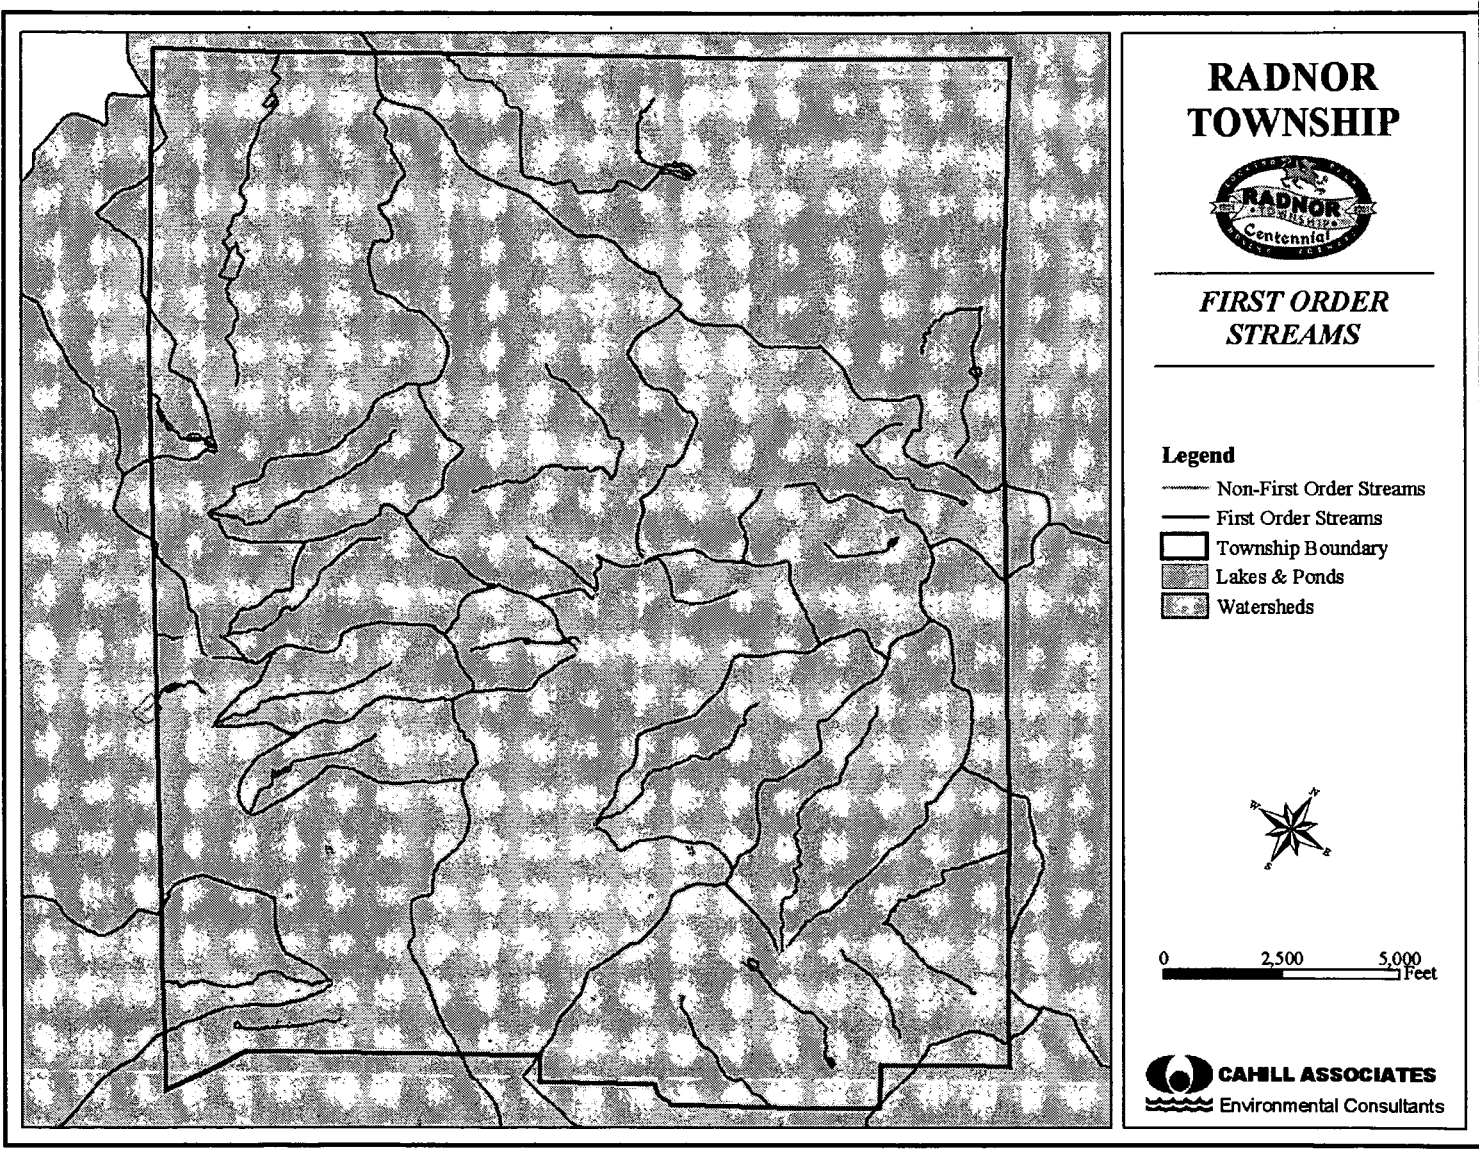 RADNOR
TOWNSHIP
RADNOR
TOWNSHIP
Centennial
FIRST ORDER
STREAMS
Legend
Non-First Order Streams
First Order Streams
Township Boundary
Lakes & Ponds
Watersheds
N
W
E
S
0 2,500 5,000
Feet
CAHILL ASSOCIATES
Environmental Consultants